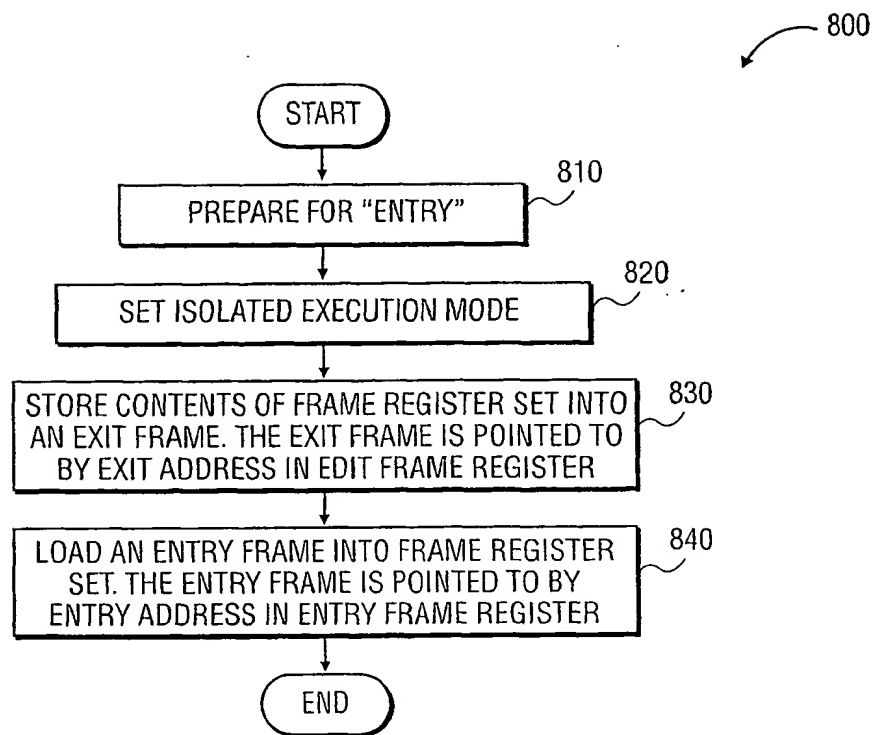 800
START
810
PREPARE FOR “ENTRY”
820
SET ISOLATED EXECUTION MODE
830
STORE CONTENTS OF FRAME REGISTER SET INTO
AN EXIT FRAME. THE EXIT FRAME IS POINTED TO
BY EXIT ADDRESS IN EDIT FRAME REGISTER
840
LOAD AN ENTRY FRAME INTO FRAME REGISTER
SET. THE ENTRY FRAME IS POINTED TO BY
ENTRY ADDRESS IN ENTRY FRAME REGISTER
END